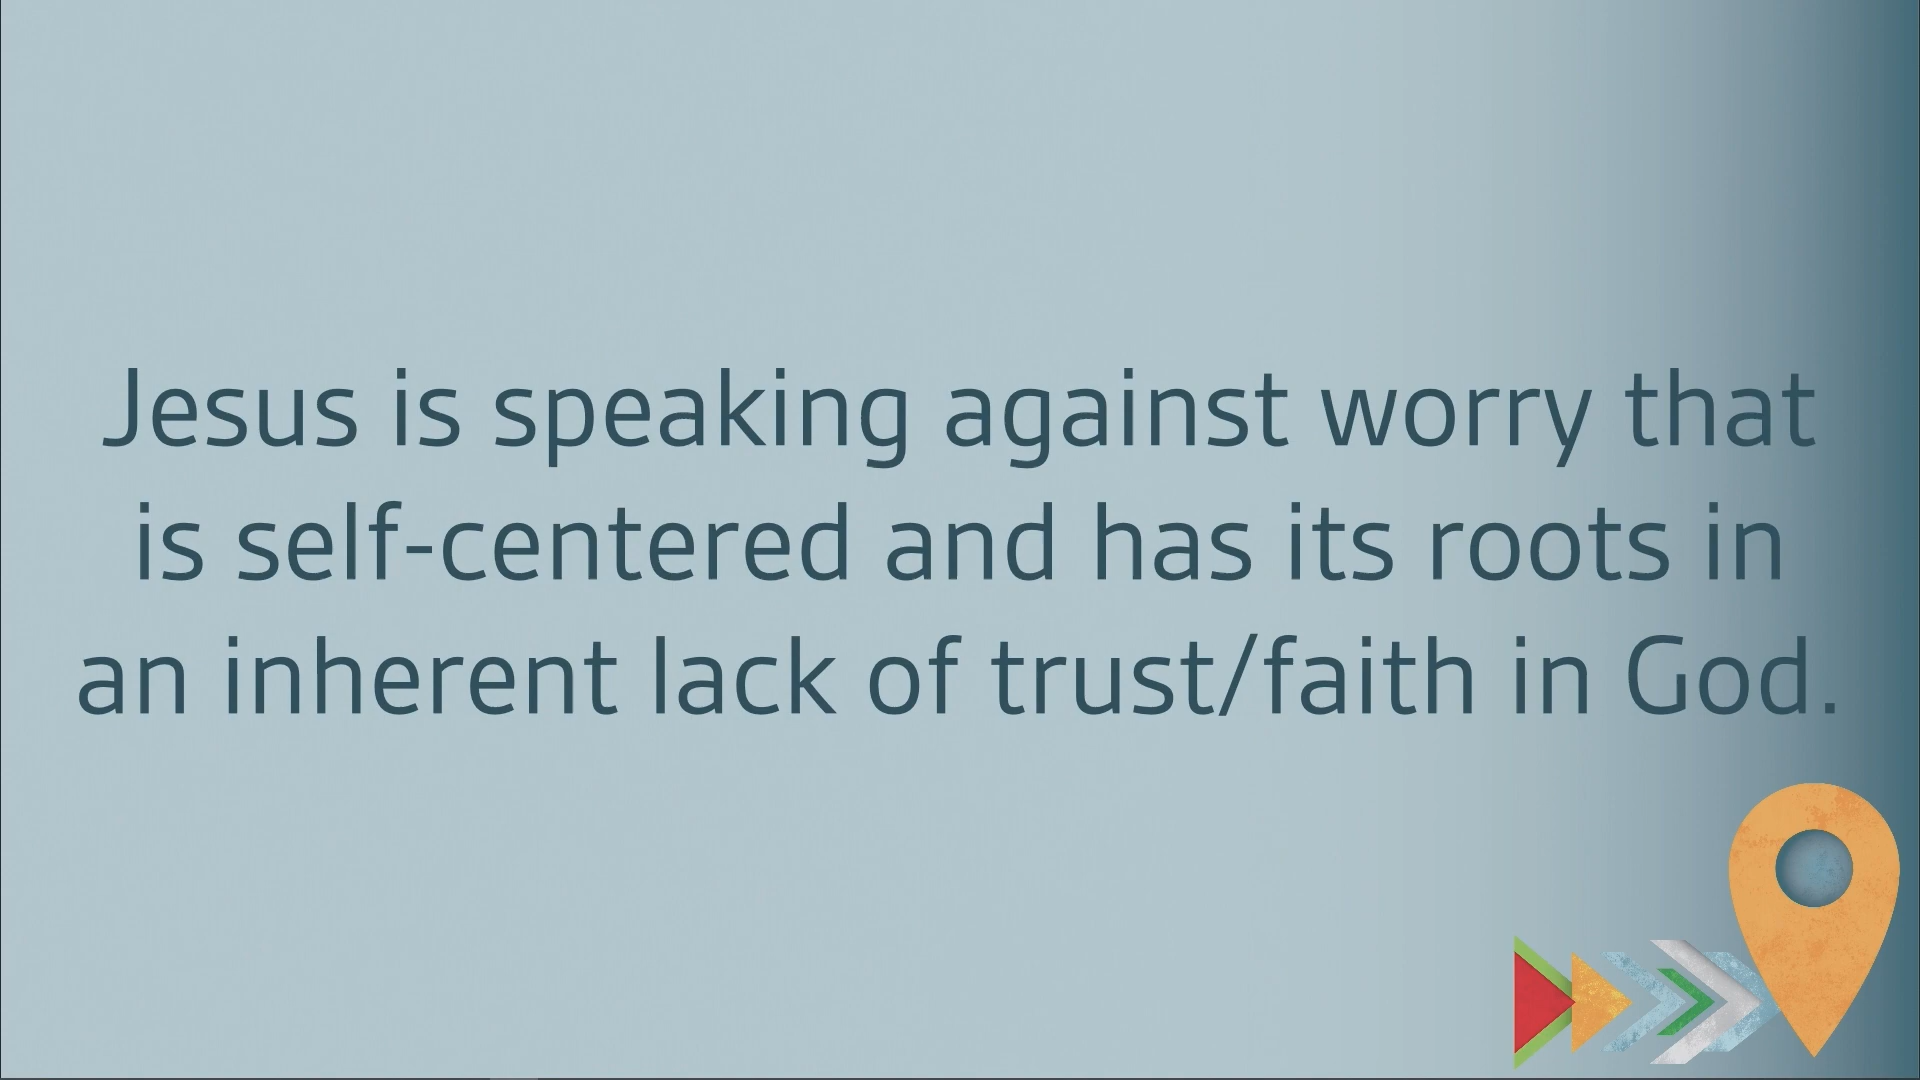 Jesus is speaking against worry that
is self-centered and has its roots in
an inherent lack of trust/faith in God.